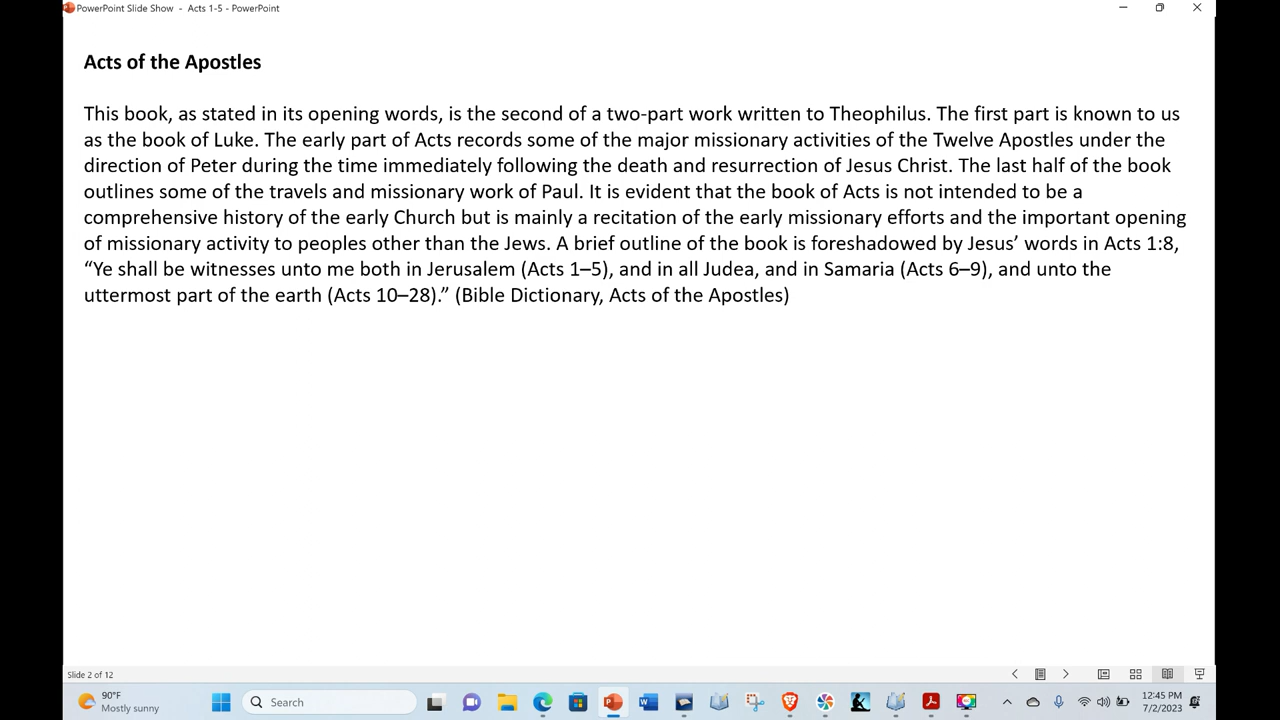 PowerPoint Slide Show - Acts 1-5 - PowerPoint
Acts of the Apostles
This book, as stated in its opening words, is the second of a two-part work written to Theophilus. The first part is known to us
as the book of Luke. The early part of Acts records some of the major missionary activities of the Twelve Apostles under the
direction of Peter during the time immediately following the death and resurrection of Jesus Christ. The last half of the book
outlines some of the travels and missionary work of Paul. It is evident that the book of Acts is not intended to be a
comprehensive history of the early Church but is mainly a recitation of the early missionary efforts and the important opening
of missionary activity to peoples other than the Jews. A brief outline of the book is foreshadowed by Jesus’ words in Acts 1:8,
“Ye shall be witnesses unto me both in Jerusalem (Acts 1–5), and in all Judea, and in Samaria (Acts 6–9), and unto the
uttermost part of the earth (Acts 10–28).” (Bible Dictionary, Acts of the Apostles)
Slide 2 of 12
90°F
Mostly sunny
Search
12:45 PM
7/2/2023